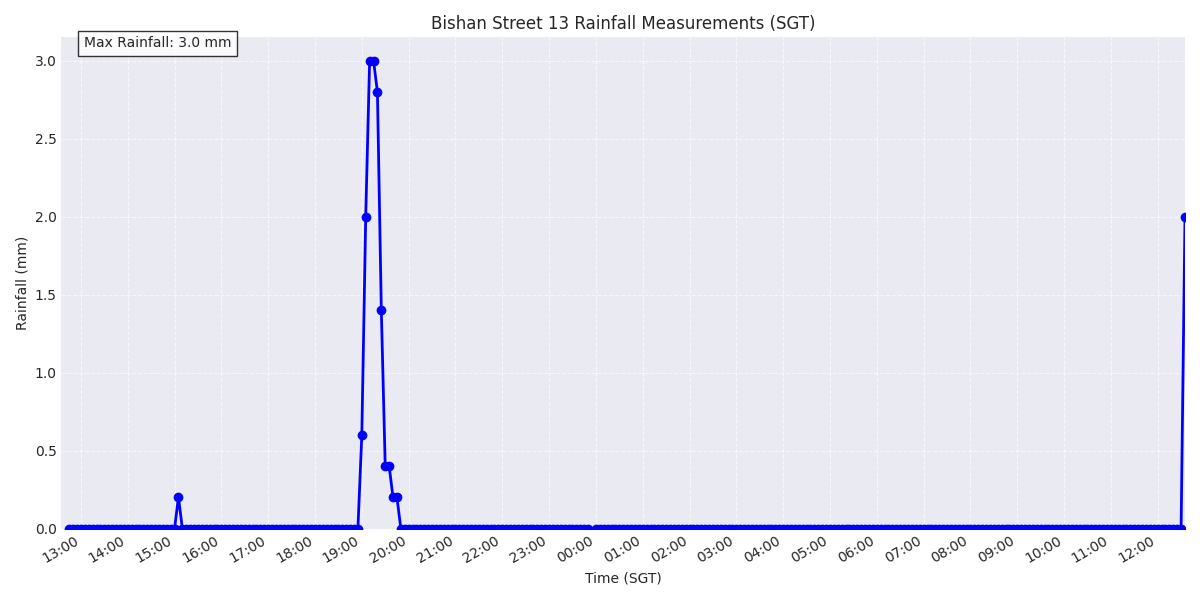 Bishan Street 13 Rainfall Measurements (SGT)
Max Rainfall: 3.0 mm
3.0
2.5
2.0
1.5
1.0
0.5
0.0
Rainfall (mm)
13:00 14:00 15:00 16:00 17:00 18:00 19:00 20:00 21:00 22:00 23:00 00:00 01:00 02:00 03:00 04:00 05:00 06:00 07:00 08:00 09:00 10:00 11:00 12:00
Time (SGT)